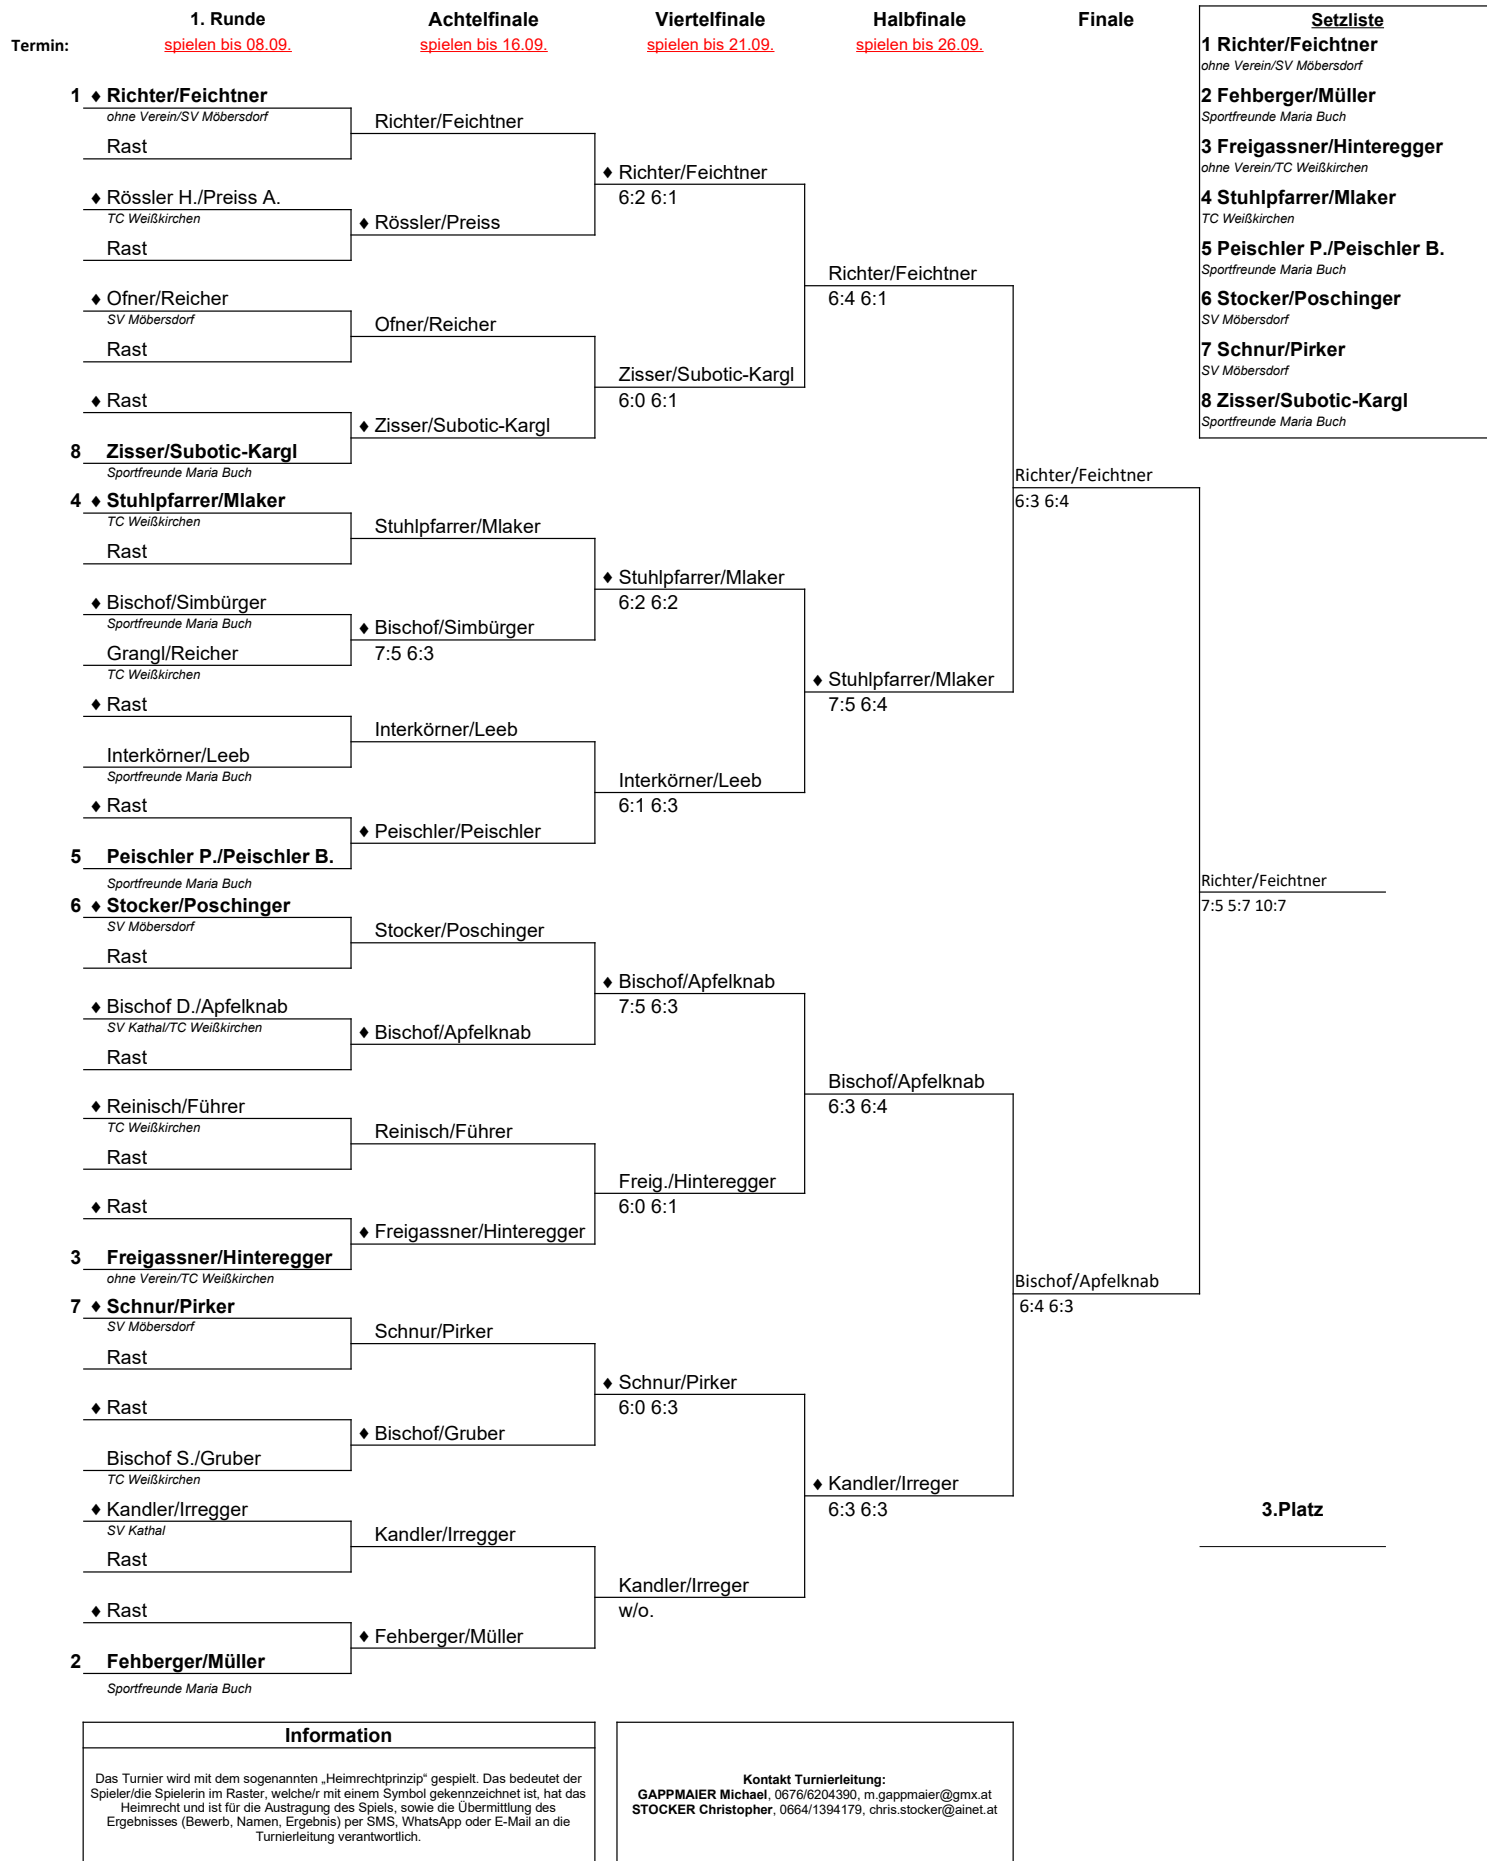 1. Runde Achtelfinale Viertelfinale Halbfinale Finale Setzliste
Termin: spielen bis 08.09. spielen bis 16.09. spielen bis 21.09. spielen bis 26.09. 1 Richter/Feichtner
ohne Verein/SV Möbersdorf
1 ♦ Richter/Feichtner 2 Fehberger/Müller
ohne Verein/SV Möbersdorf Richter/Feichtner Sportfreunde Maria Buch
Rast 3 Freigassner/Hinteregger
ohne Verein/TC Weißkirchen
♦ Richter/Feichtner
♦ Rössler H./Preiss A. 6:2 6:1 4 Stuhlpfarrer/Mlaker
TC Weißkirchen ♦ Rössler/Preiss TC Weißkirchen
Rast 5 Peischler P./Peischler B.
Richter/Feichtner Sportfreunde Maria Buch
♦ Ofner/Reicher 6:4 6:1 6 Stocker/Poschinger
SV Möbersdorf Ofner/Reicher SV Möbersdorf
Rast 7 Schnur/Pirker
Zisser/Subotic-Kargl SV Möbersdorf
♦ Rast 6:0 6:1 8 Zisser/Subotic-Kargl
♦ Zisser/Subotic-Kargl Sportfreunde Maria Buch
8 Zisser/Subotic-Kargl
Sportfreunde Maria Buch Richter/Feichtner
4 ♦ Stuhlpfarrer/Mlaker 6:3 6:4
TC Weißkirchen Stuhlpfarrer/Mlaker
Rast
♦ Stuhlpfarrer/Mlaker
♦ Bischof/Simbürger 6:2 6:2
Sportfreunde Maria Buch ♦ Bischof/Simbürger
Grangl/Reicher 7:5 6:3
TC Weißkirchen ♦ Stuhlpfarrer/Mlaker
♦ Rast 7:5 6:4
Interkörner/Leeb
Interkörner/Leeb
Sportfreunde Maria Buch Interkörner/Leeb
♦ Rast 6:1 6:3
♦ Peischler/Peischler
5 Peischler P./Peischler B.
Sportfreunde Maria Buch Richter/Feichtner
6 ♦ Stocker/Poschinger 7:5 5:7 10:7
SV Möbersdorf Stocker/Poschinger
Rast
♦ Bischof/Apfelknab
♦ Bischof D./Apfelknab 7:5 6:3
SV Kathal/TC Weißkirchen ♦ Bischof/Apfelknab
Rast
Bischof/Apfelknab
♦ Reinisch/Führer 6:3 6:4
TC Weißkirchen Reinisch/Führer
Rast
Freig./Hinteregger
♦ Rast 6:0 6:1
♦ Freigassner/Hinteregger
3 Freigassner/Hinteregger
ohne Verein/TC Weißkirchen Bischof/Apfelknab
7 ♦ Schnur/Pirker 6:4 6:3
SV Möbersdorf Schnur/Pirker
Rast
♦ Schnur/Pirker
♦ Rast 6:0 6:3
♦ Bischof/Gruber
Bischof S./Gruber
TC Weißkirchen ♦ Kandler/Irreger
♦ Kandler/Irregger 6:3 6:3 3.Platz
SV Kathal Kandler/Irregger
Rast
Kandler/Irreger
♦ Rast w/o.
♦ Fehberger/Müller
2 Fehberger/Müller
Sportfreunde Maria Buch
Information
Das Turnier wird mit dem sogenannten „Heimrechtprinzip“ gespielt. Das bedeutet der
Spieler/die Spielerin im Raster, welche/r mit einem Symbol gekennzeichnet ist, hat das
Heimrecht und ist für die Austragung des Spiels, sowie die Übermittlung des
Ergebnisses (Bewerb, Namen, Ergebnis) per SMS, WhatsApp oder E-Mail an die
Turnierleitung verantwortlich.
Kontakt Turnierleitung:
GAPPMAIER Michael, 0676/6204390, m.gappmaier@gmx.at
STOCKER Christopher, 0664/1394179, chris.stocker@ainet.at